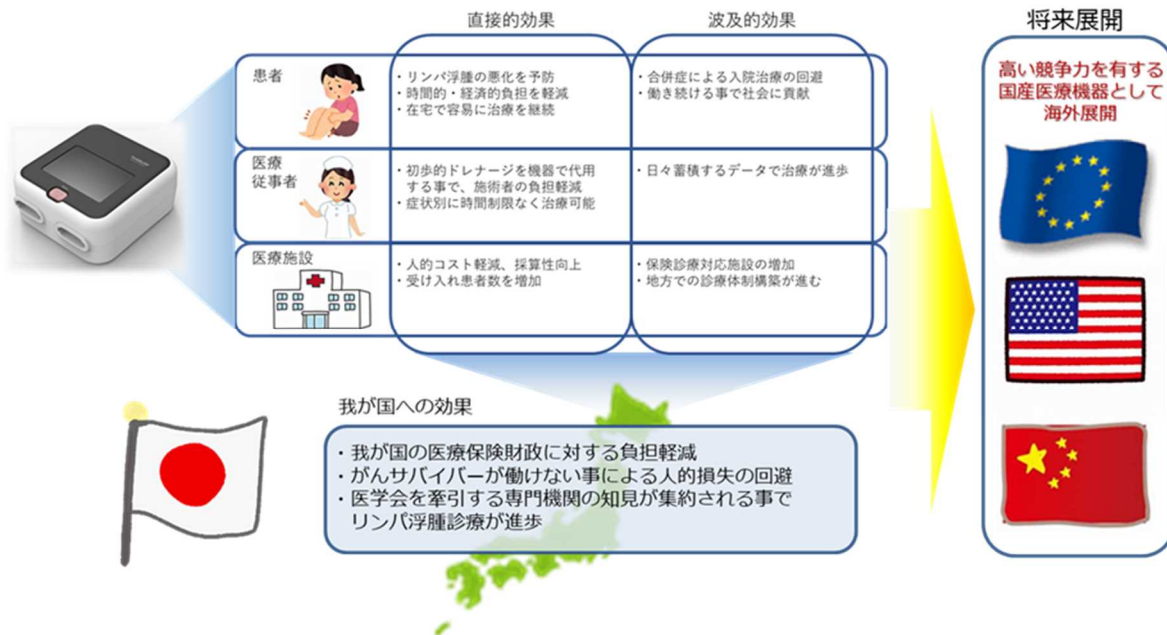 直接的効果
波及的効果
将来展開
患者
・リンパ浮腫の悪化を予防
・時間的・経済的負担を軽減
・在宅で容易に治療を継続
・合併症による入院治療の回避
・働き続ける事で社会に貢献
医療
従事者
・初歩的ドレナージを機器で代用
する事で、施術者の負担軽減
・症状別に時間制限なく治療可能
・日々蓄積するデータで治療が進歩
医療施設
・人的コスト軽減、採算性向上
・受け入れ患者数を増加
・保険診療対応施設の増加
・地方での診療体制構築が進む
高い競争力を有する
国産医療機器として
海外展開
我が国への効果
・我が国の医療保険財政に対する負担軽減
・がんサバイバーが働けない事による人的損失の回避
・医学会を牽引する専門機関の知見が集約される事で
リンパ浮腫診療が進歩